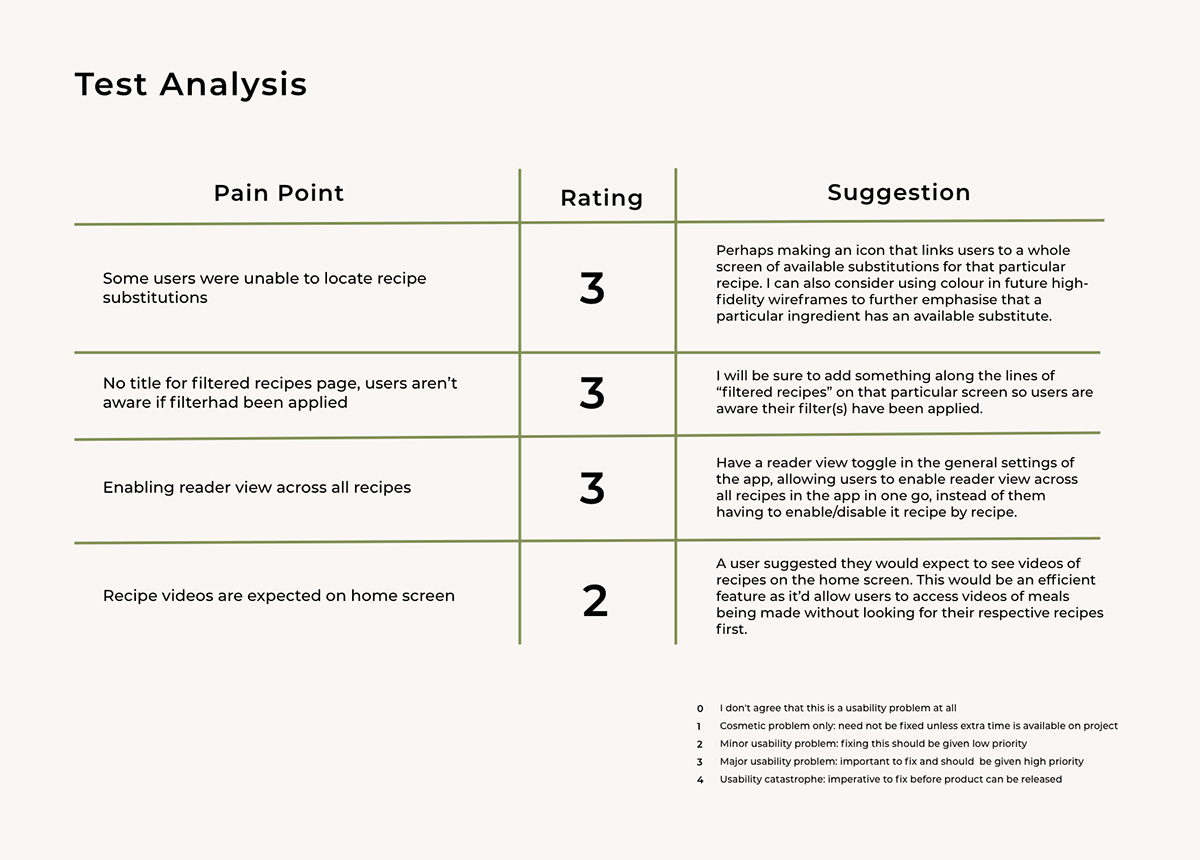 Test Analysis
Pain Point
Rating
Suggestion
Some users were unable to locate recipe
substitutions
3
Perhaps making an icon that links users to a whole
screen of available substitutions for that particular
recipe. I can also consider using colour in future high-
fidelity wireframes to further emphasise that a
particular ingredient has an available substitute.
No title for filtered recipes page, users aren’t
aware if filterhad been applied
3
I will be sure to add something along the lines of
“filtered recipes” on that particular screen so users are
aware their filter(s) have been applied.
Enabling reader view across all recipes
3
Have a reader view toggle in the general settings of
the app, allowing users to enable reader view across
all recipes in the app in one go, instead of them
having to enable/disable it recipe by recipe.
Recipe videos are expected on home screen
2
A user suggested they would expect to see videos of
recipes on the home screen. This would be an efficient
feature as it’d allow users to access videos of meals
being made without looking for their respective recipes
first.
0 I don't agree that this is a usability problem at all
1 Cosmetic problem only: need not be fixed unless extra time is available on project
2 Minor usability problem: fixing this should be given low priority
3 Major usability problem: important to fix and should  be given high priority
4 Usability catastrophe: imperative to fix before product can be released